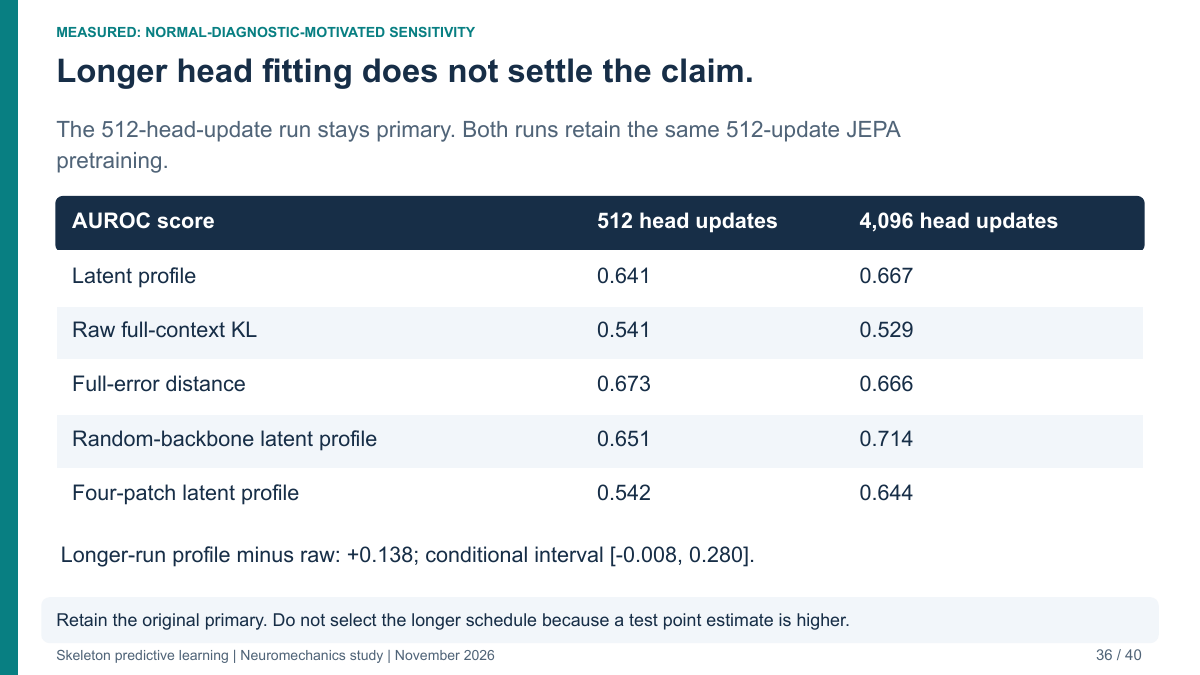 MEASURED: NORMAL-DIAGNOSTIC-MOTIVATED SENSITIVITY
Longer head fitting does not settle the claim.
The 512-head-update run stays primary. Both runs retain the same 512-update JEPA
pretraining.
AUROC score 512 head updates 4,096 head updates
Latent profile 0.641 0.667
Raw full-context KL 0.541 0.529
Full-error distance 0.673 0.666
Random-backbone latent profile 0.651 0.714
Four-patch latent profile 0.542 0.644
Longer-run profile minus raw: +0.138; conditional interval [-0.008, 0.280].
Retain the original primary. Do not select the longer schedule because a test point estimate is higher.
Skeleton predictive learning | Neuromechanics study | November 2026 36 / 40